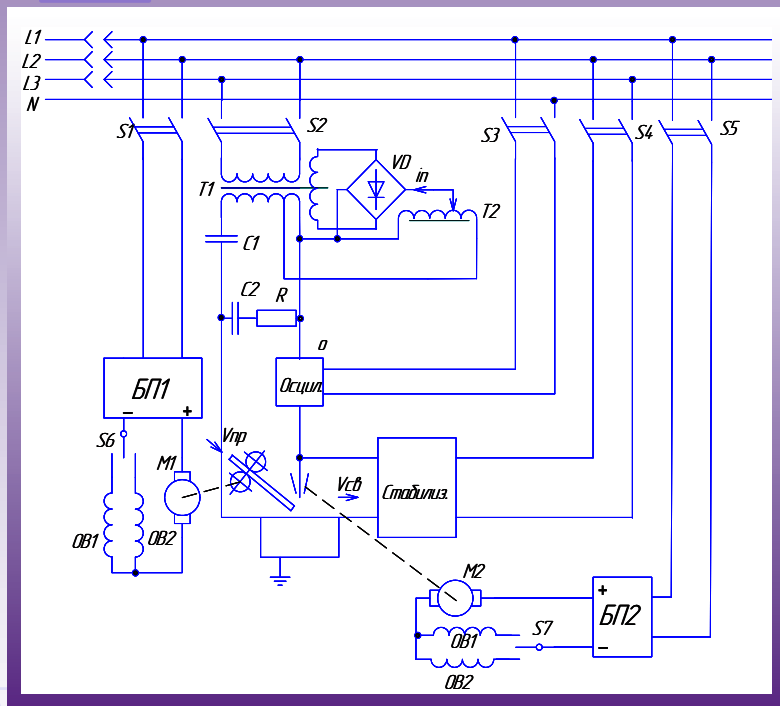 L1
L2
L3
N
S1
S2
S3
S4
S5
T1
VD
in
T2
C1
C2
R
о
Осцил.
БП1
− +
S6
Vпр
M1
Vсв
Стабилиз.
ОВ1
ОВ2
M2
+
БП2
−
ОВ1
S7
ОВ2